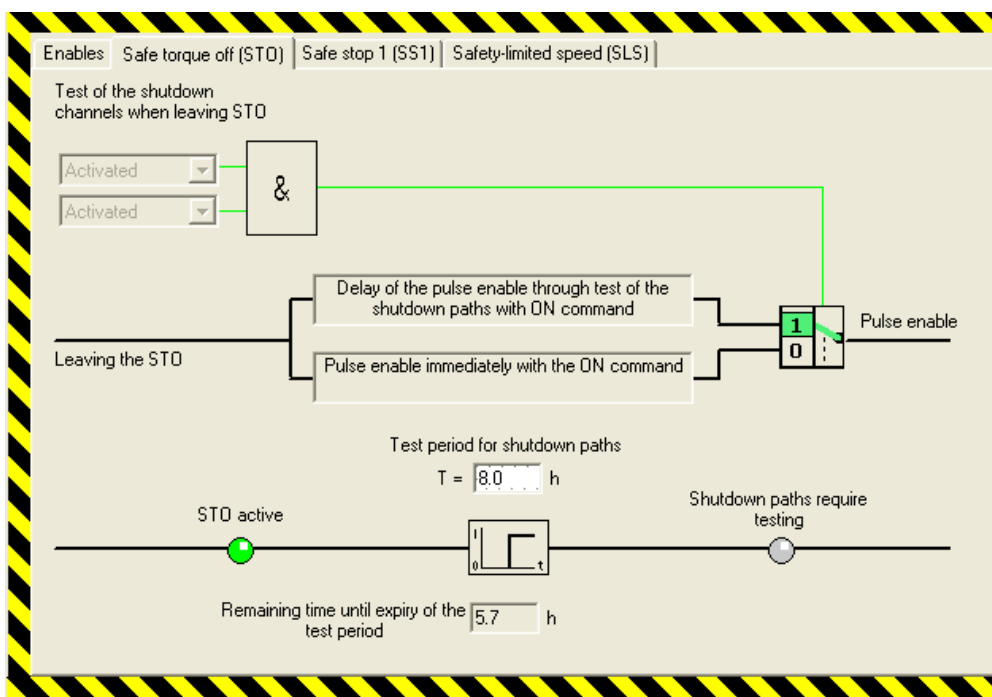 Enables Safe torque off (STO) Safe stop 1 (SS1) Safety-limited speed (SLS)
Test of the shutdown
channels when leaving STO
Activated
Activated
&
Delay of the pulse enable through test of the
shutdown paths with ON command
1
Pulse enable
0
Leaving the STO
Pulse enable immediately with the ON command
Test period for shutdown paths
T = 8.0 h
STO active
Shutdown paths require
testing
1
0 t
Remaining time until expiry of the
test period
5.7 h